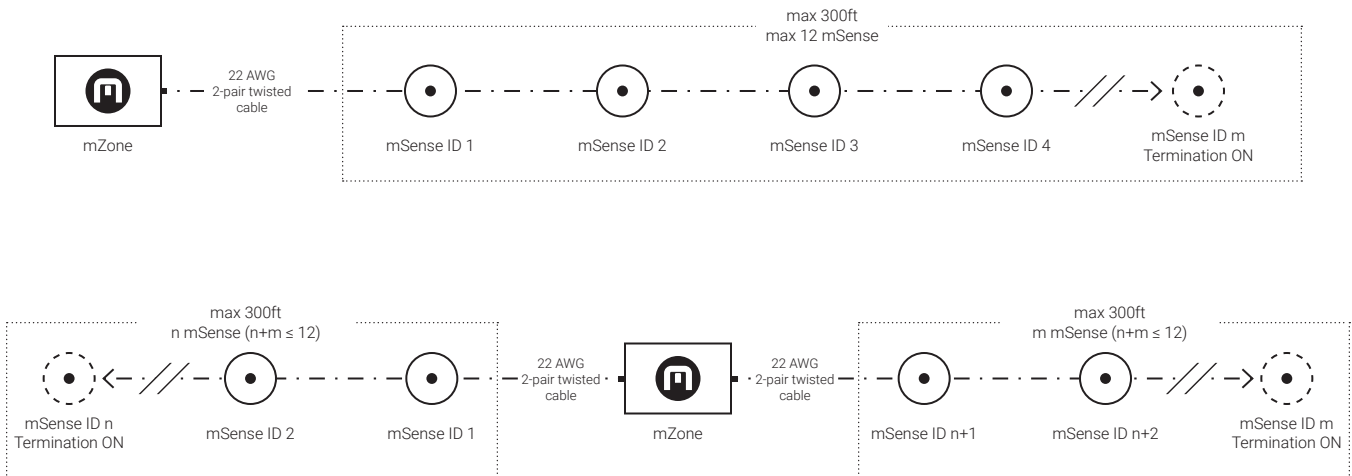 max 300ft
max 12 mSense
22 AWG
2-pair twisted
cable
mZone
mSense ID 1
mSense ID 2
mSense ID 3
mSense ID 4
mSense ID m
Termination ON
max 300ft
n mSense (n+m ≤ 12)
max 300ft
m mSense (n+m ≤ 12)
22 AWG
2-pair twisted
cable
22 AWG
2-pair twisted
cable
mSense ID n
Termination ON
mSense ID 2
mSense ID 1
mZone
mSense ID n+1
mSense ID n+2
mSense ID m
Termination ON